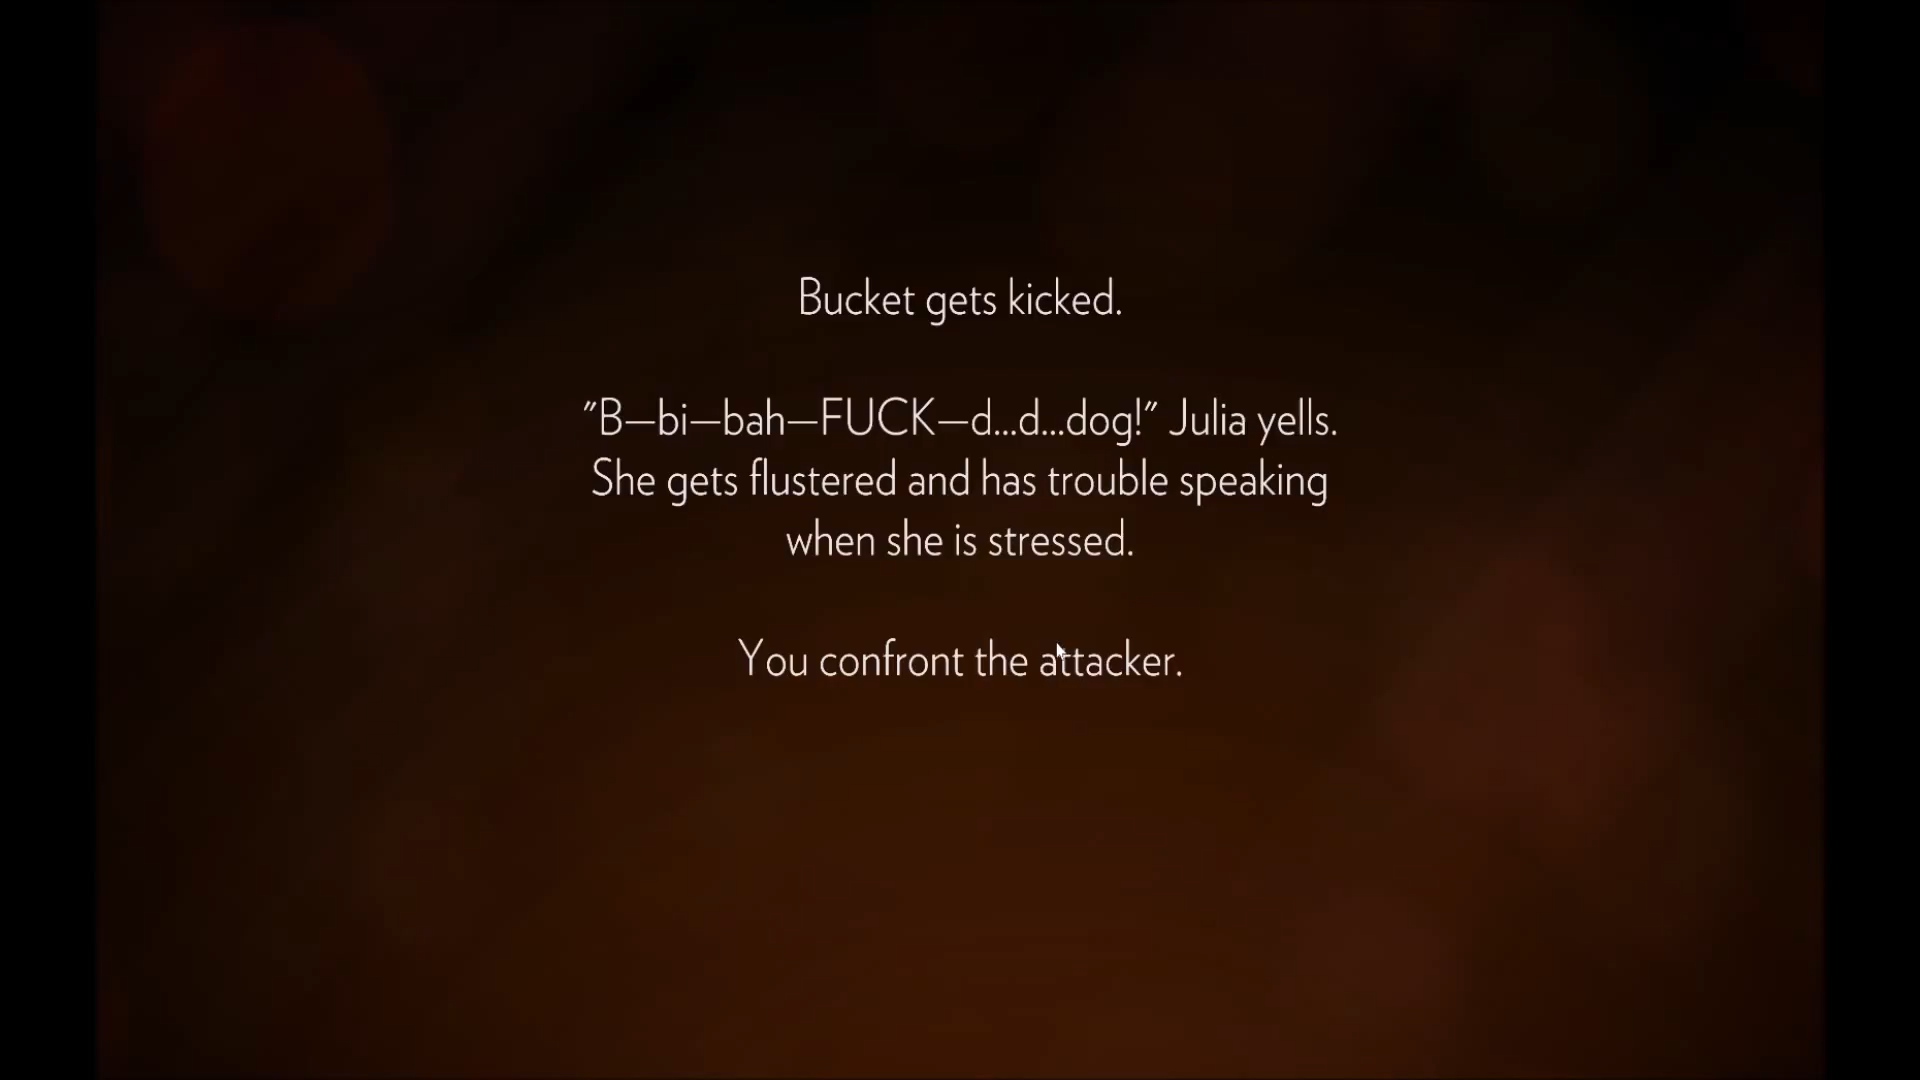 Bucket gets kicked.
"B—bi—bah—FUCK—d...d...dog!" Julia yells.
She gets flustered and has trouble speaking
when she is stressed.
You confront the attacker.